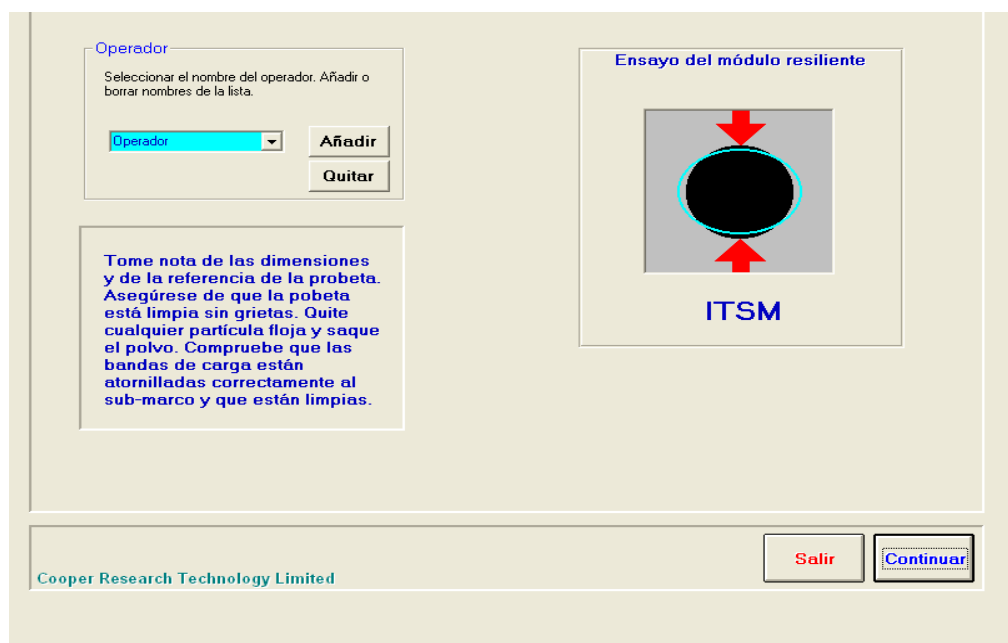 Operador
Seleccionar el nombre del operador. Añadir o
borrar nombres de la lista.
Operador
Añadir
Quitar
Tome nota de las dimensiones
y de la referencia de la probeta.
Asegúrese de que la pobeta
está limpia sin grietas. Quite
cualquier partícula floja y saque
el polvo. Compruebe que las
bandas de carga están
atornilladas correctamente al
sub-marco y que están limpias.
Ensayo del módulo resiliente
ITSM
Salir
Continuar
Cooper Research Technology Limited